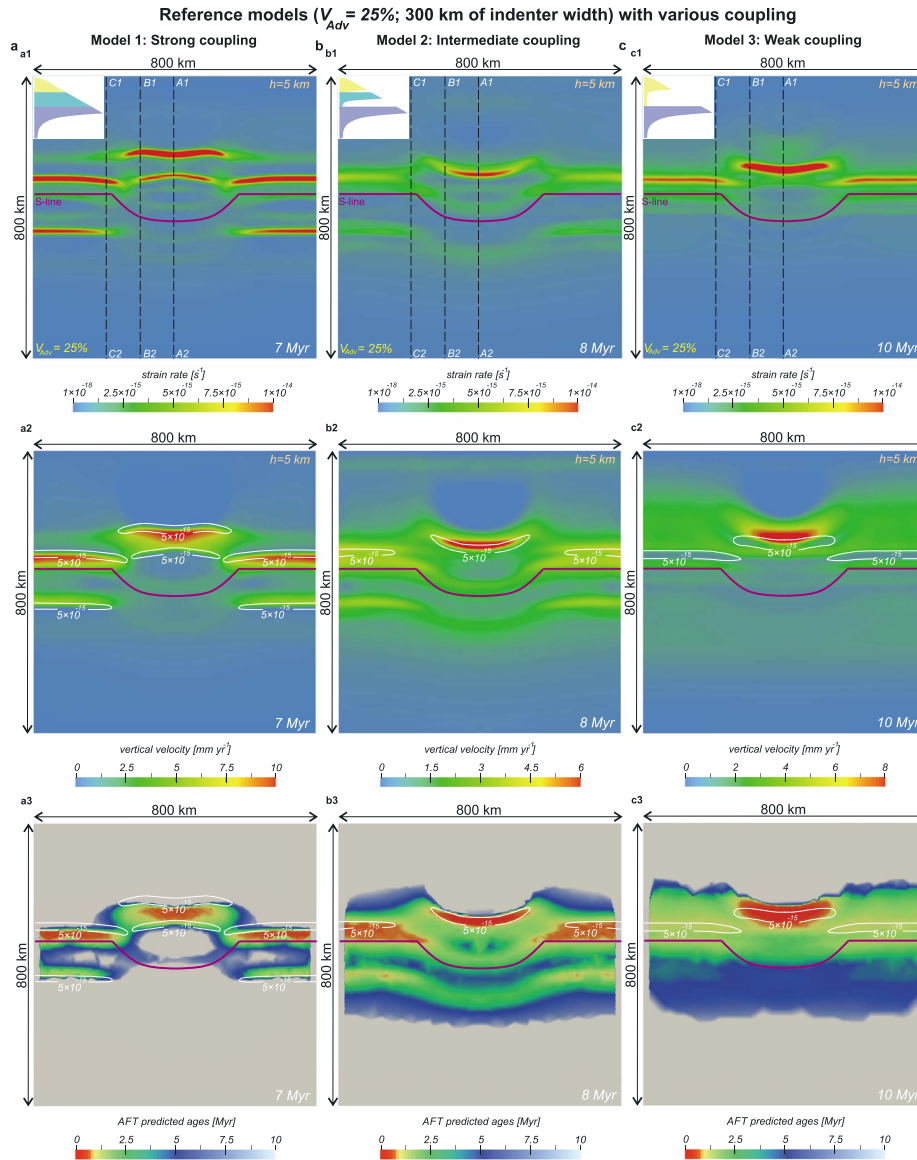 Reference models (V_Adv = 25%; 300 km of indenter width) with various coupling
a a1 Model 1: Strong coupling b b1 Model 2: Intermediate coupling c c1 Model 3: Weak coupling
800 km 800 km 800 km
C1 B1 A1 h=5 km C1 B1 A1 h=5 km C1 B1 A1 h=5 km
800 km S-line 800 km S-line 800 km S-line
V_Adv = 25% C2 B2 A2 7 Myr V_Adv = 25% C2 B2 A2 8 Myr V_Adv = 25% C2 B2 A2 10 Myr
strain rate [s⁻¹] strain rate [s⁻¹] strain rate [s⁻¹]
1×10⁻¹⁸ 2.5×10⁻¹⁵ 5×10⁻¹⁵ 7.5×10⁻¹⁵ 1×10⁻¹⁴ 1×10⁻¹⁸ 2.5×10⁻¹⁵ 5×10⁻¹⁵ 7.5×10⁻¹⁵ 1×10⁻¹⁴ 1×10⁻¹⁸ 2.5×10⁻¹⁵ 5×10⁻¹⁵ 7.5×10⁻¹⁵ 1×10⁻¹⁴
a2 b2 c2
800 km 800 km 800 km
h=5 km h=5 km h=5 km
5×10⁻¹⁵ 5×10⁻¹⁵ 5×10⁻¹⁵
5×10⁻¹⁵ 5×10⁻¹⁵ 5×10⁻¹⁵ 5×10⁻¹⁵ 5×10⁻¹⁵ 5×10⁻¹⁵ 5×10⁻¹⁵
800 km 800 km 800 km
5×10⁻¹⁵ 5×10⁻¹⁵
7 Myr 8 Myr 10 Myr
vertical velocity [mm yr⁻¹] vertical velocity [mm yr⁻¹] vertical velocity [mm yr⁻¹]
0 2.5 5 7.5 10 0 1.5 3 4.5 6 0 2 4 6 8
a3 b3 c3
800 km 800 km 800 km
5×10⁻¹⁵ 5×10⁻¹⁵ 5×10⁻¹⁵
5×10⁻¹⁵ 5×10⁻¹⁵ 5×10⁻¹⁵ 5×10⁻¹⁵ 5×10⁻¹⁵ 5×10⁻¹⁵ 5×10⁻¹⁵
800 km 800 km 800 km
5×10⁻¹⁵ 5×10⁻¹⁵
7 Myr 8 Myr 10 Myr
AFT predicted ages [Myr] AFT predicted ages [Myr] AFT predicted ages [Myr]
0 2.5 5 7.5 10 0 2.5 5 7.5 10 0 2.5 5 7.5 10